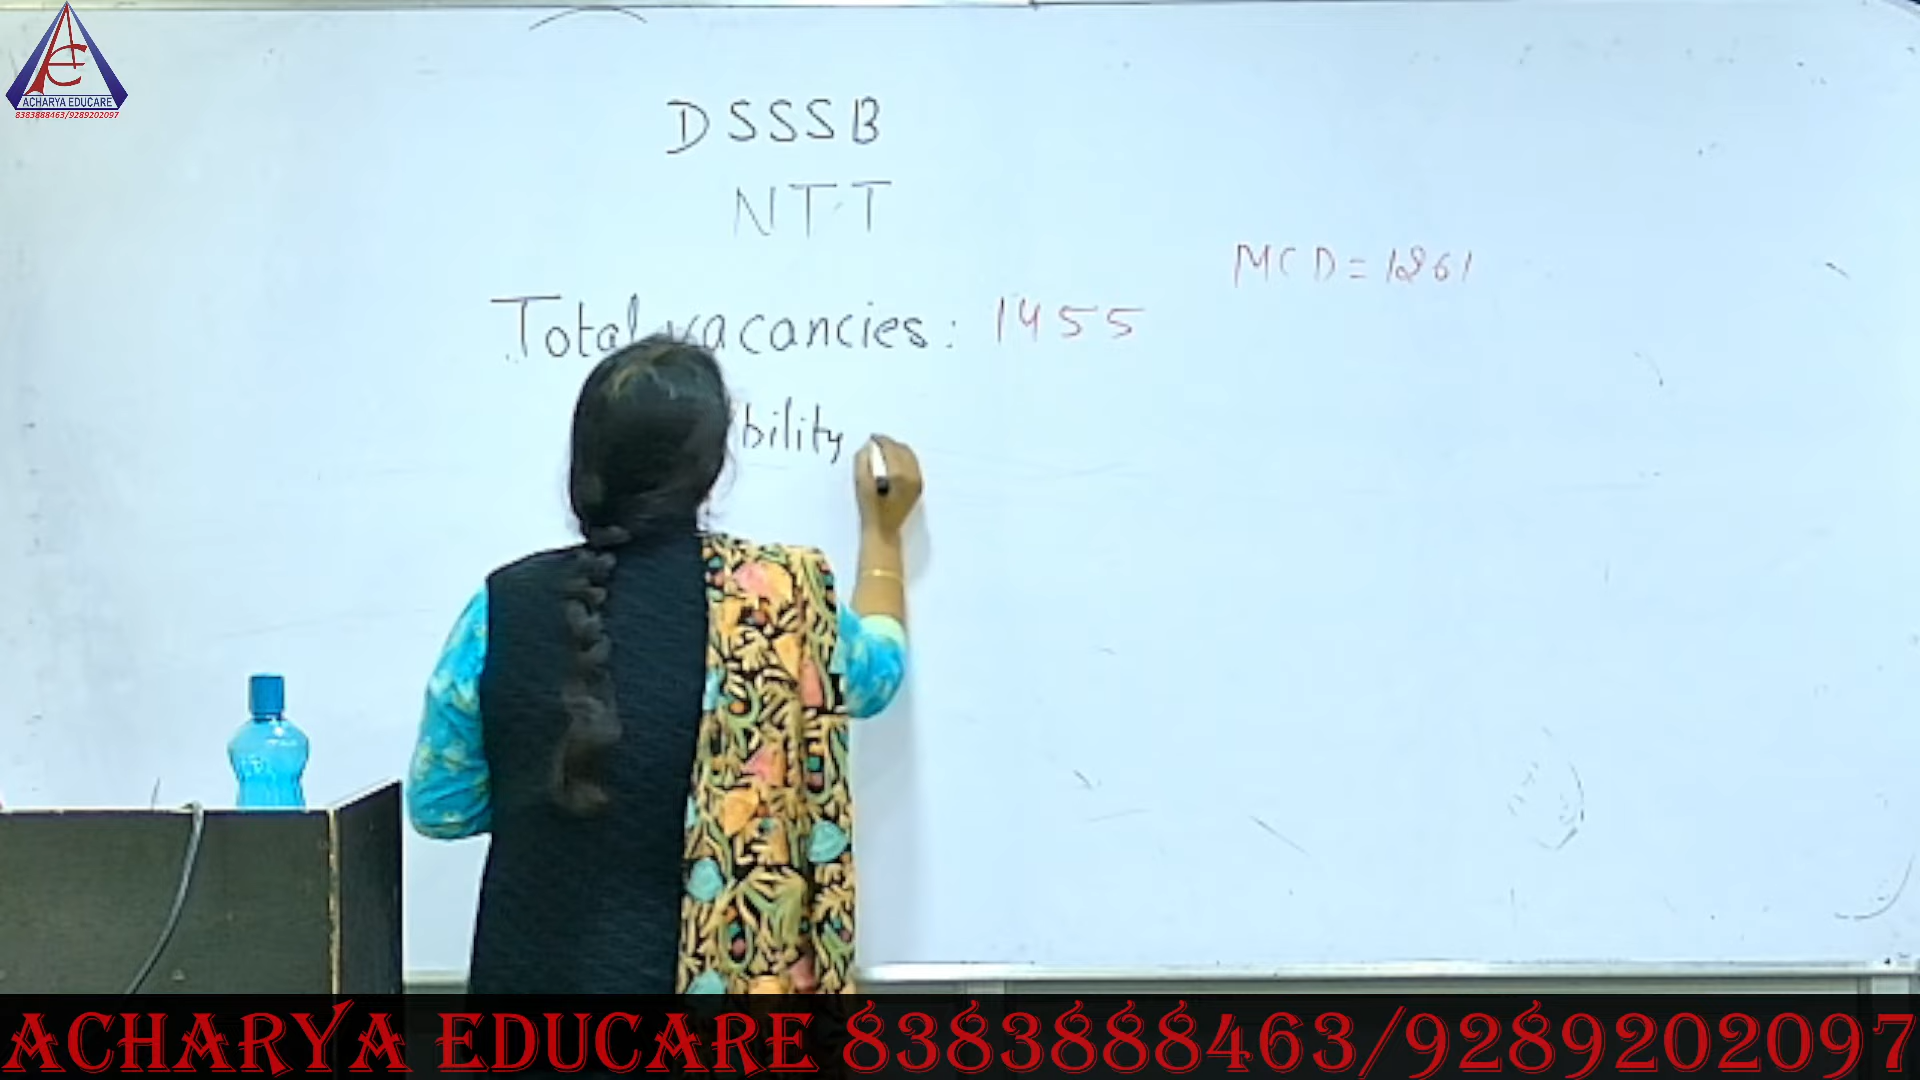 ACHARYA EDUCARE
8383888463/9289202097
DSSSB
NTT
MCD = 1261
Total vacancies : 1455
bility
ACHARYA EDUCARE 8383888463/9289202097